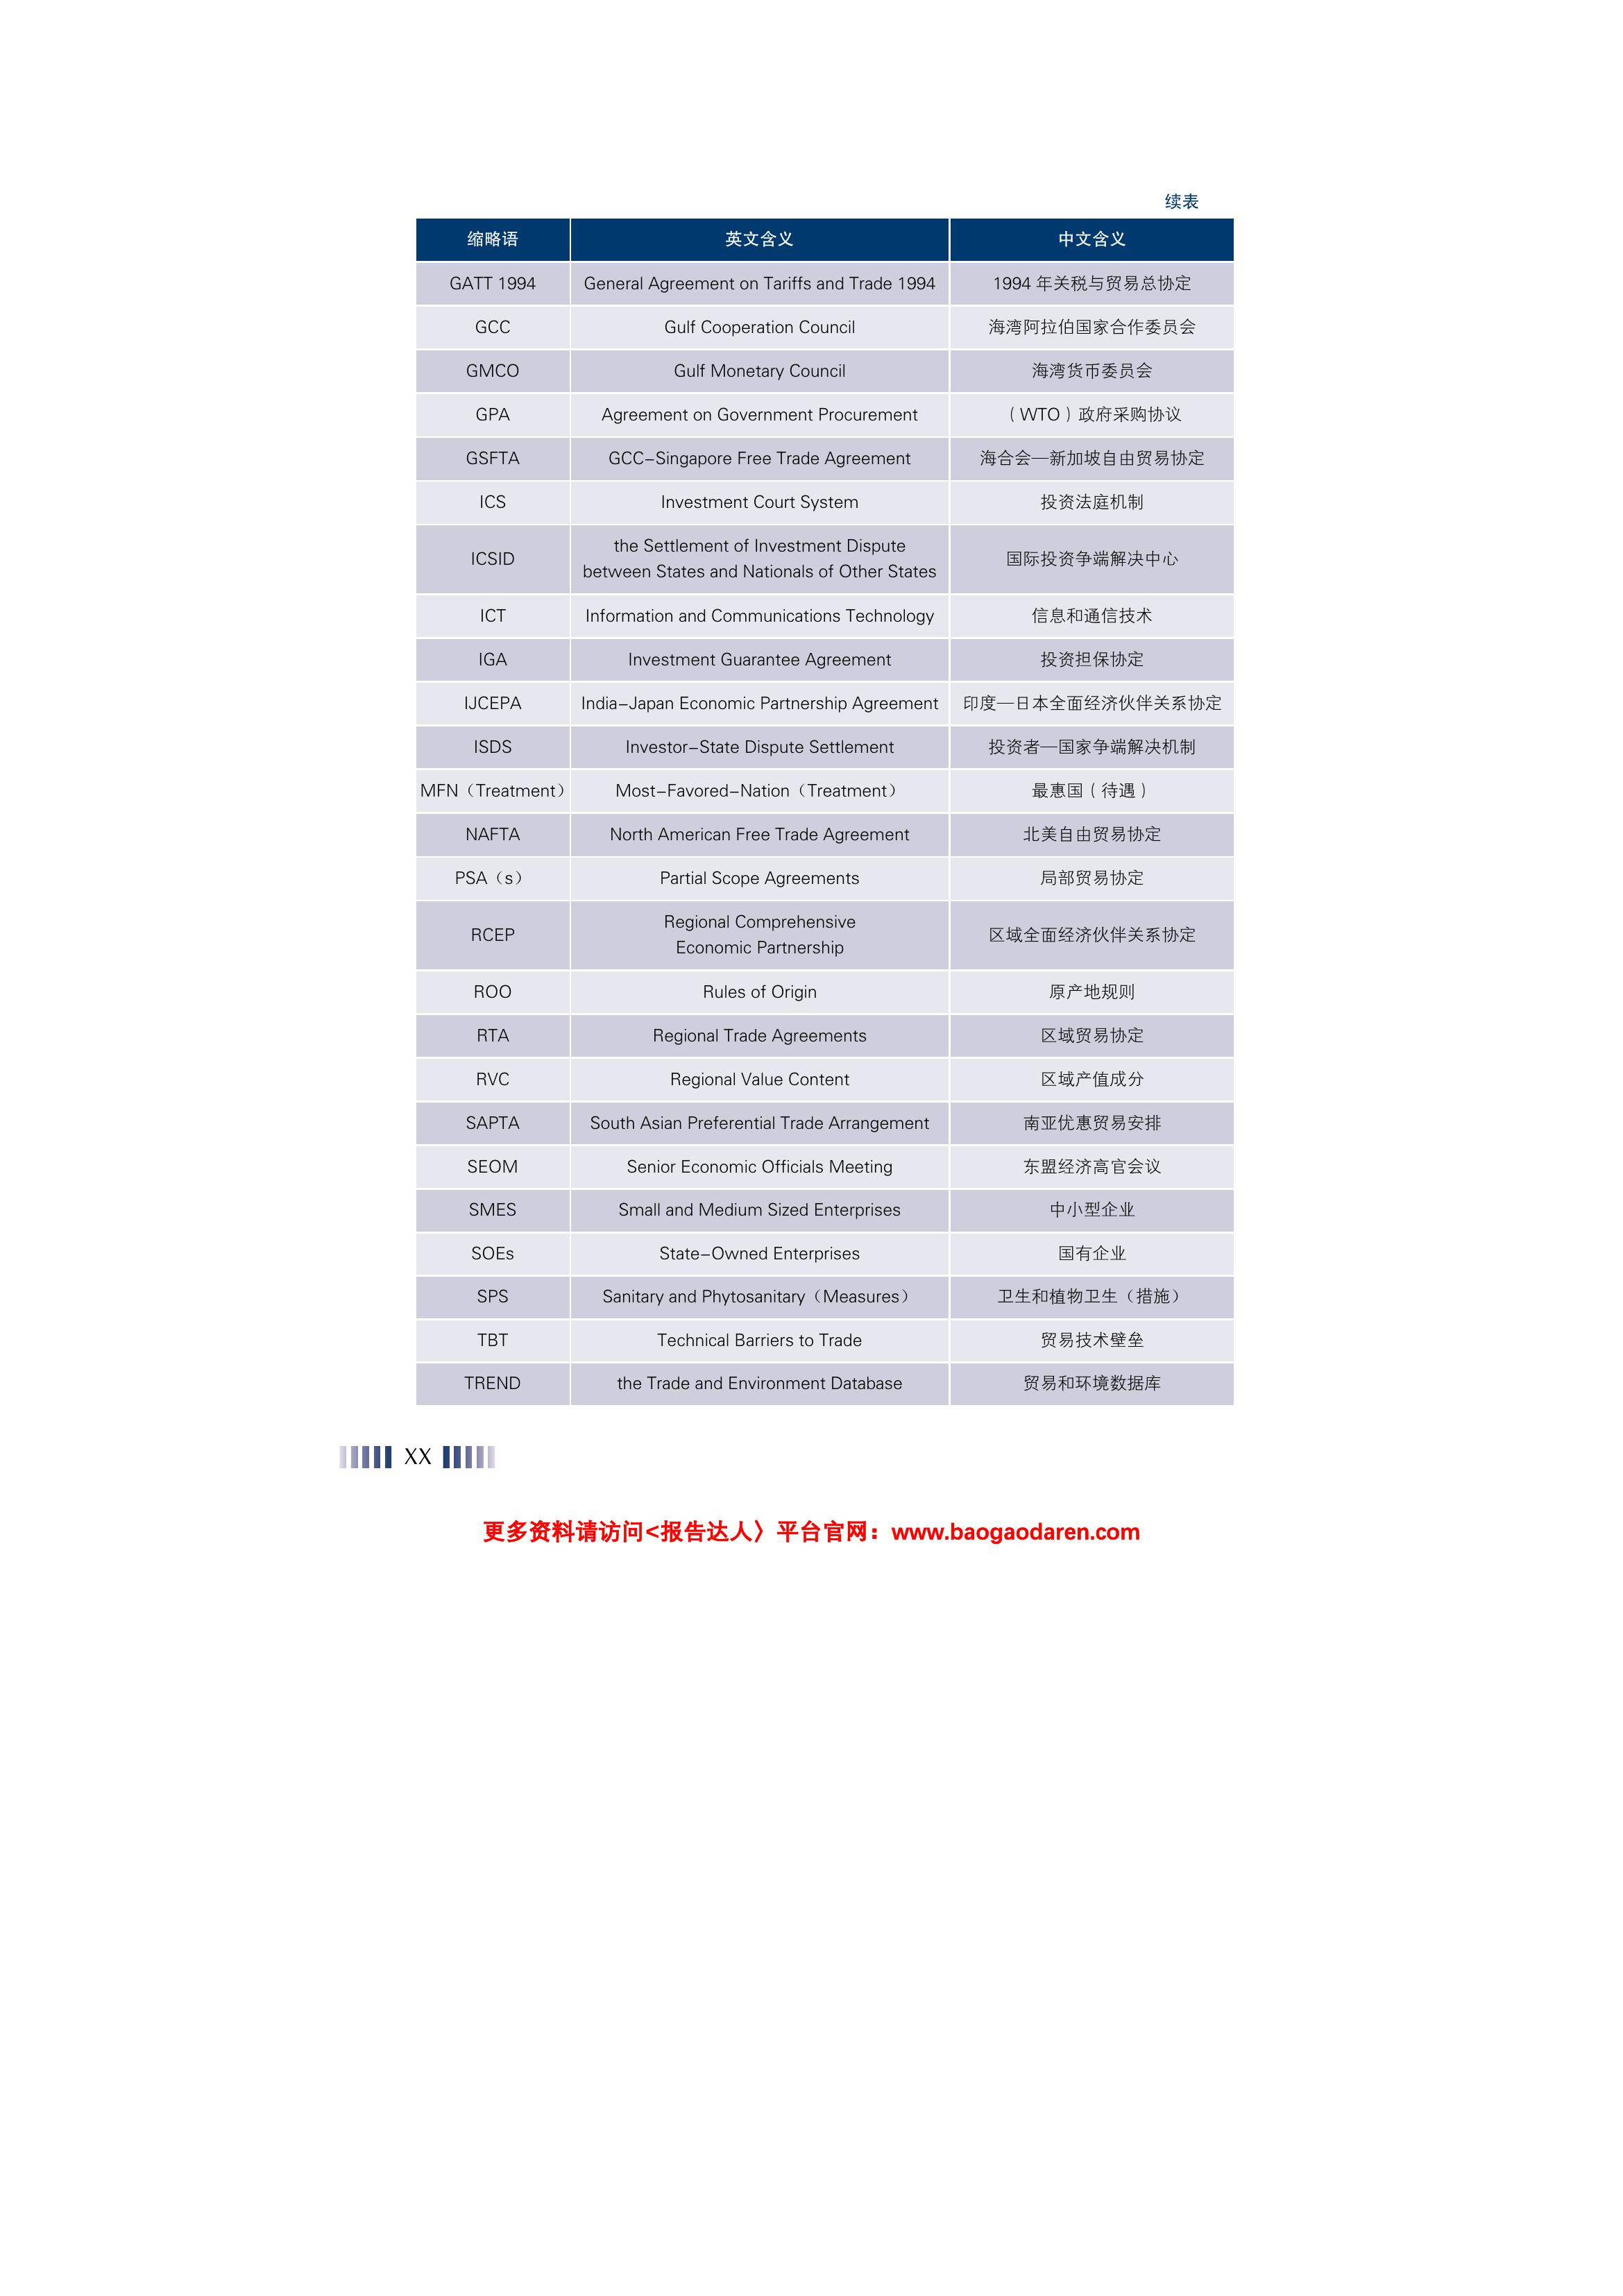 续表
缩略语 英文含义 中文含义
GATT 1994 General Agreement on Tariffs and Trade 1994 1994 年关税与贸易总协定
GCC Gulf Cooperation Council 海湾阿拉伯国家合作委员会
GMCO Gulf Monetary Council 海湾货币委员会
GPA Agreement on Government Procurement （WTO）政府采购协议
GSFTA GCC–Singapore Free Trade Agreement 海合会—新加坡自由贸易协定
ICS Investment Court System 投资法庭机制
ICSID the Settlement of Investment Dispute
between States and Nationals of Other States 国际投资争端解决中心
ICT Information and Communications Technology 信息和通信技术
IGA Investment Guarantee Agreement 投资担保协定
IJCEPA India–Japan Economic Partnership Agreement 印度—日本全面经济伙伴关系协定
ISDS Investor–State Dispute Settlement 投资者—国家争端解决机制
MFN（Treatment） Most–Favored–Nation（Treatment） 最惠国（待遇）
NAFTA North American Free Trade Agreement 北美自由贸易协定
PSA（s） Partial Scope Agreements 局部贸易协定
RCEP Regional Comprehensive
Economic Partnership 区域全面经济伙伴关系协定
ROO Rules of Origin 原产地规则
RTA Regional Trade Agreements 区域贸易协定
RVC Regional Value Content 区域产值成分
SAPTA South Asian Preferential Trade Arrangement 南亚优惠贸易安排
SEOM Senior Economic Officials Meeting 东盟经济高官会议
SMES Small and Medium Sized Enterprises 中小型企业
SOEs State–Owned Enterprises 国有企业
SPS Sanitary and Phytosanitary（Measures） 卫生和植物卫生（措施）
TBT Technical Barriers to Trade 贸易技术壁垒
TREND the Trade and Environment Database 贸易和环境数据库
XX
更多资料请访问<报告达人〉平台官网：www.baogaodaren.com